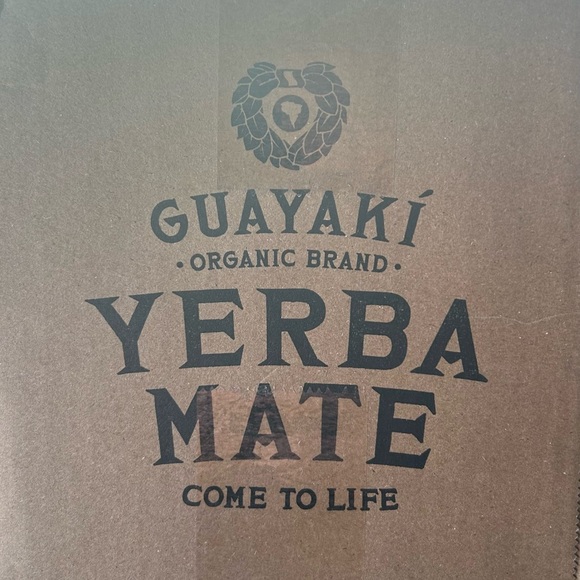 GUAYAKÍ
• ORGANIC BRAND •
YERBA
MATE
COME TO LIFE